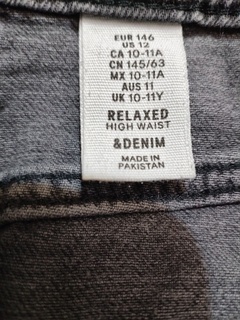 EUR 146
US 12
CA 10-11A
CN 145/63
MX 10-11A
AUS 11
UK 10-11Y
RELAXED
HIGH WAIST
&DENIM
MADE IN
PAKISTAN